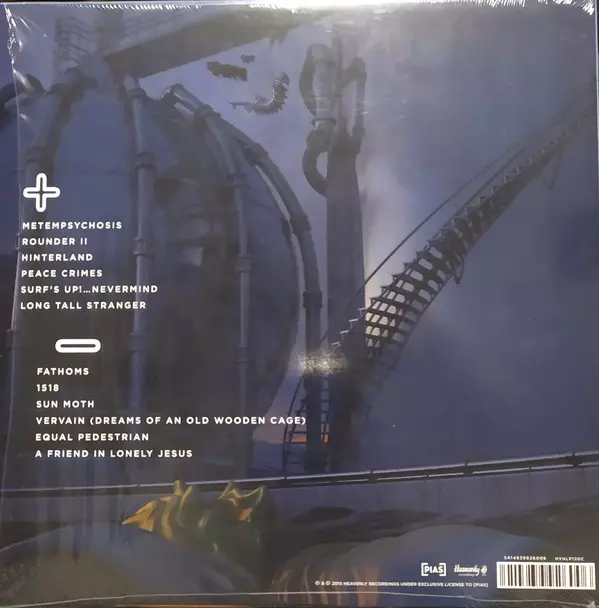 METEMPSYCHOSIS
ROUNDER II
HINTERLAND
PEACE CRIMES
SURF'S UP!...NEVERMIND
LONG TALL STRANGER
FATHOMS
1518
SUN MOTH
VERVAIN (DREAMS OF AN OLD WOODEN CAGE)
EQUAL PEDESTRIAN
A FRIEND IN LONELY JESUS
5414939926006 HVNLP120C
[PIAS] Heavenly
℗ & © 2015 HEAVENLY RECORDINGS UNDER EXCLUSIVE LICENSE TO [PIAS]